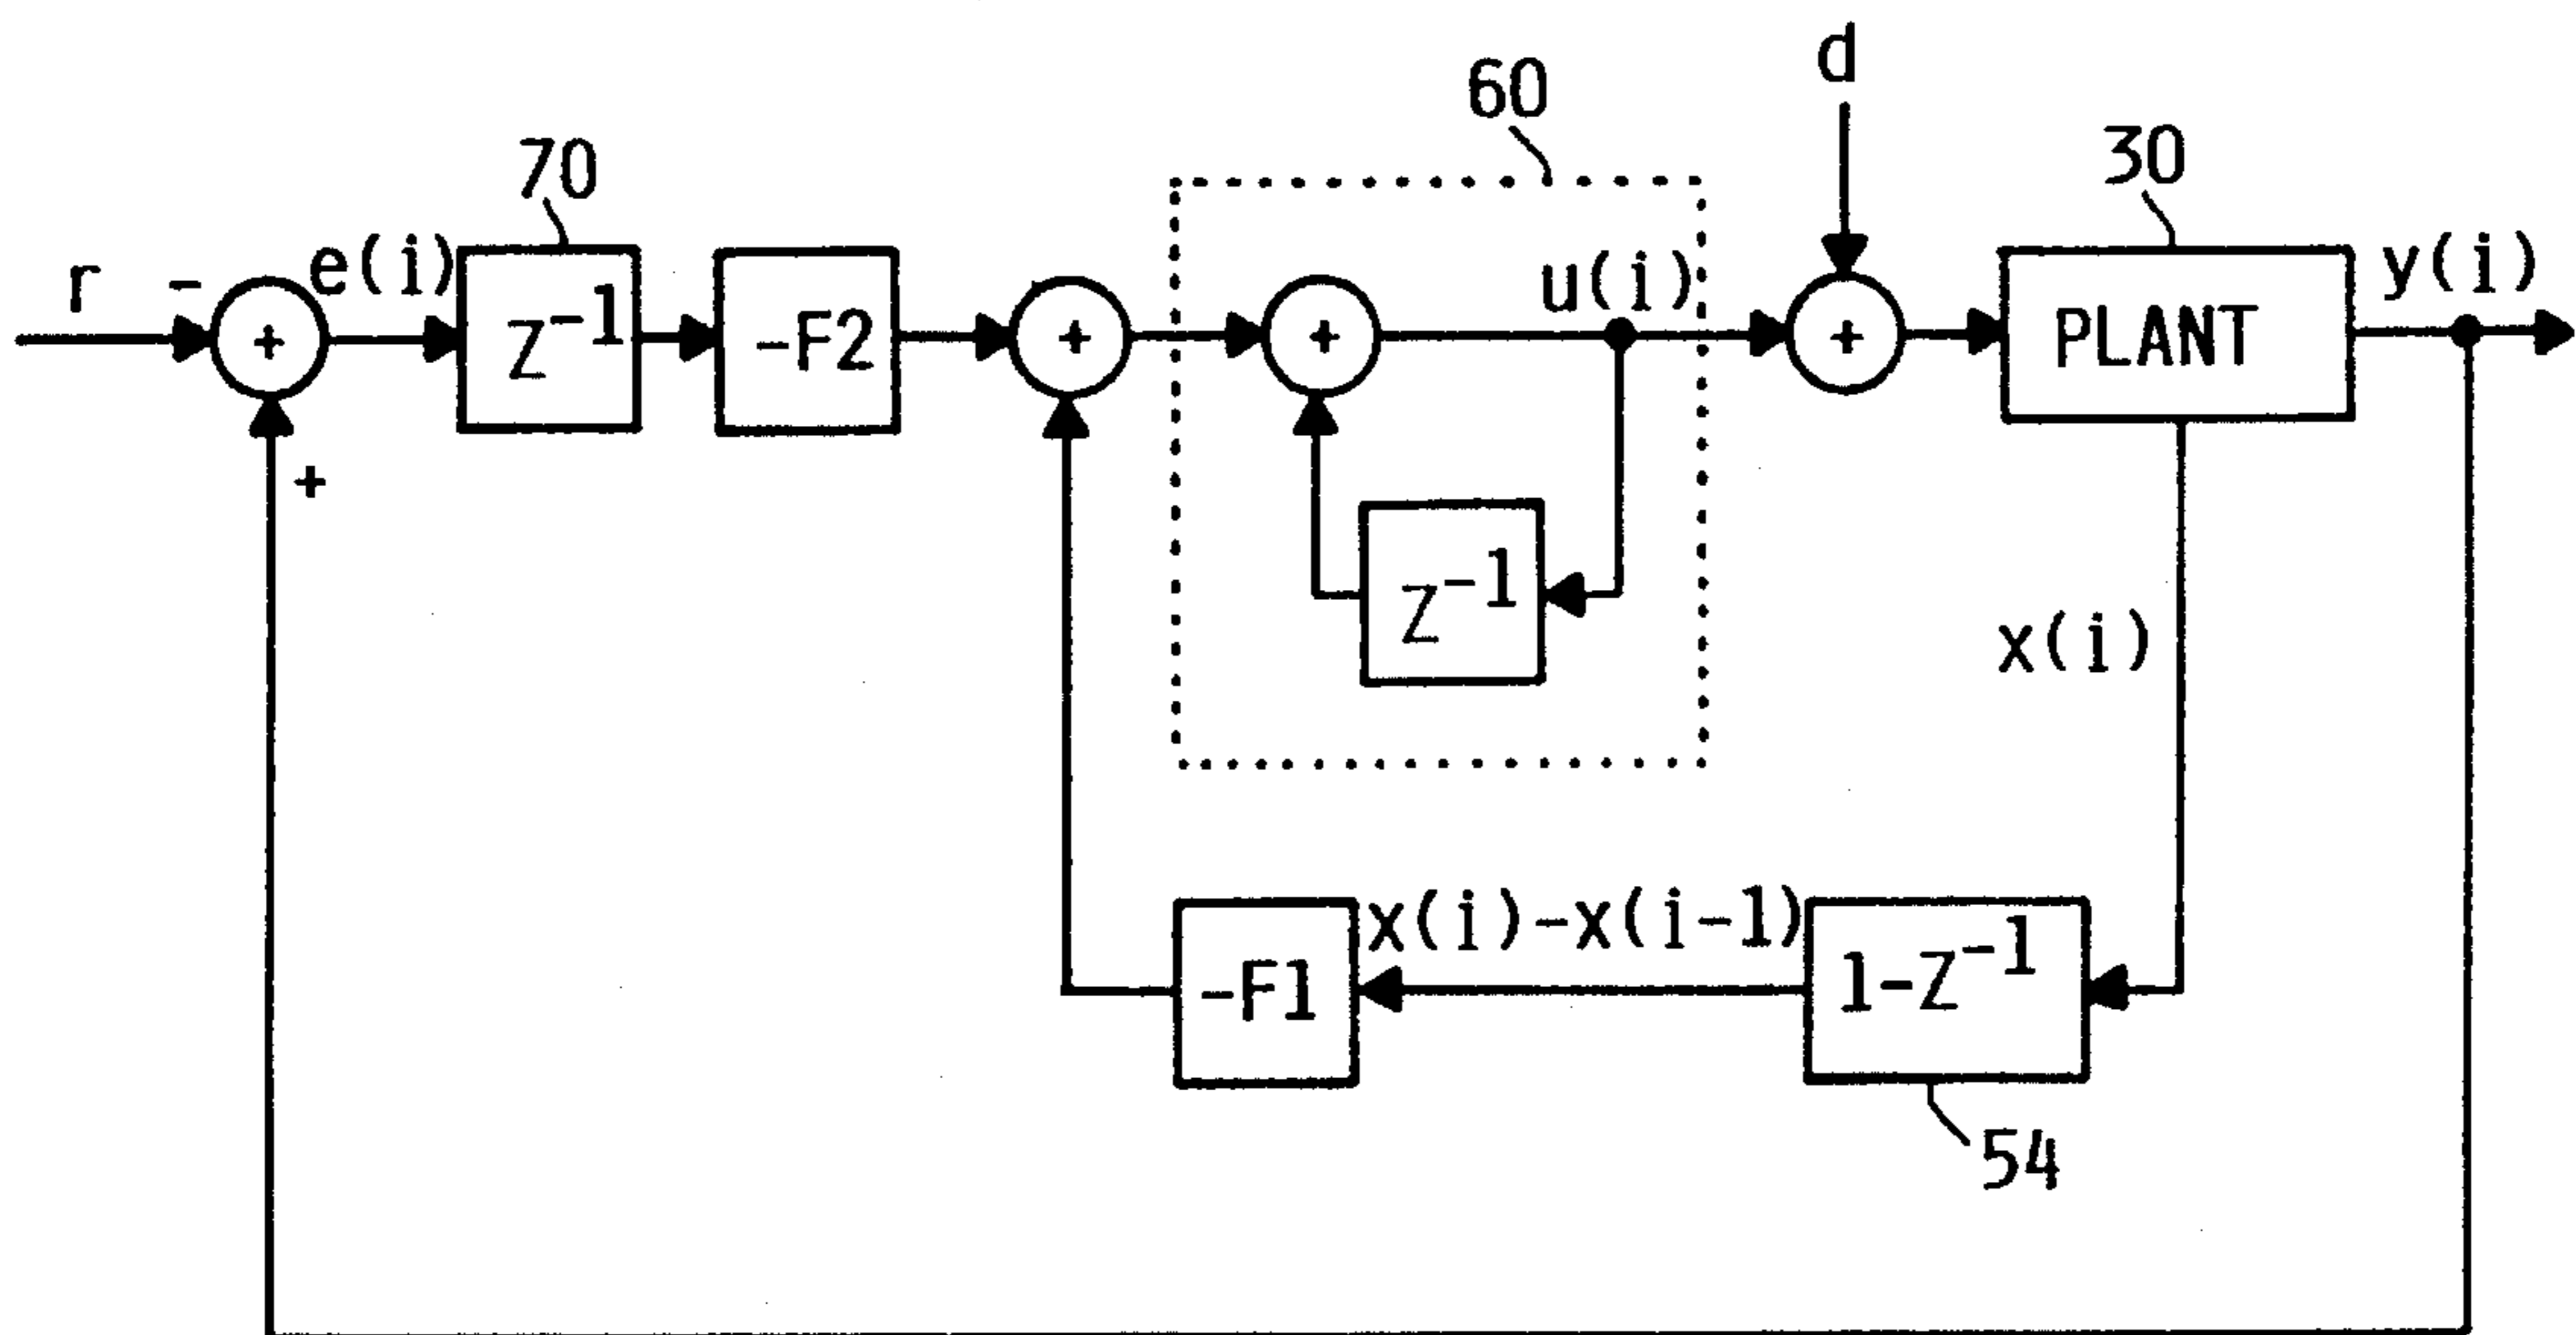 d
60
30
70
r
-
e(i)
+
+
Z⁻¹
-F2
+
+
u(i)
Z⁻¹
+
PLANT
y(i)
x(i)
-F1
x(i)-x(i-1)
1-Z⁻¹
54